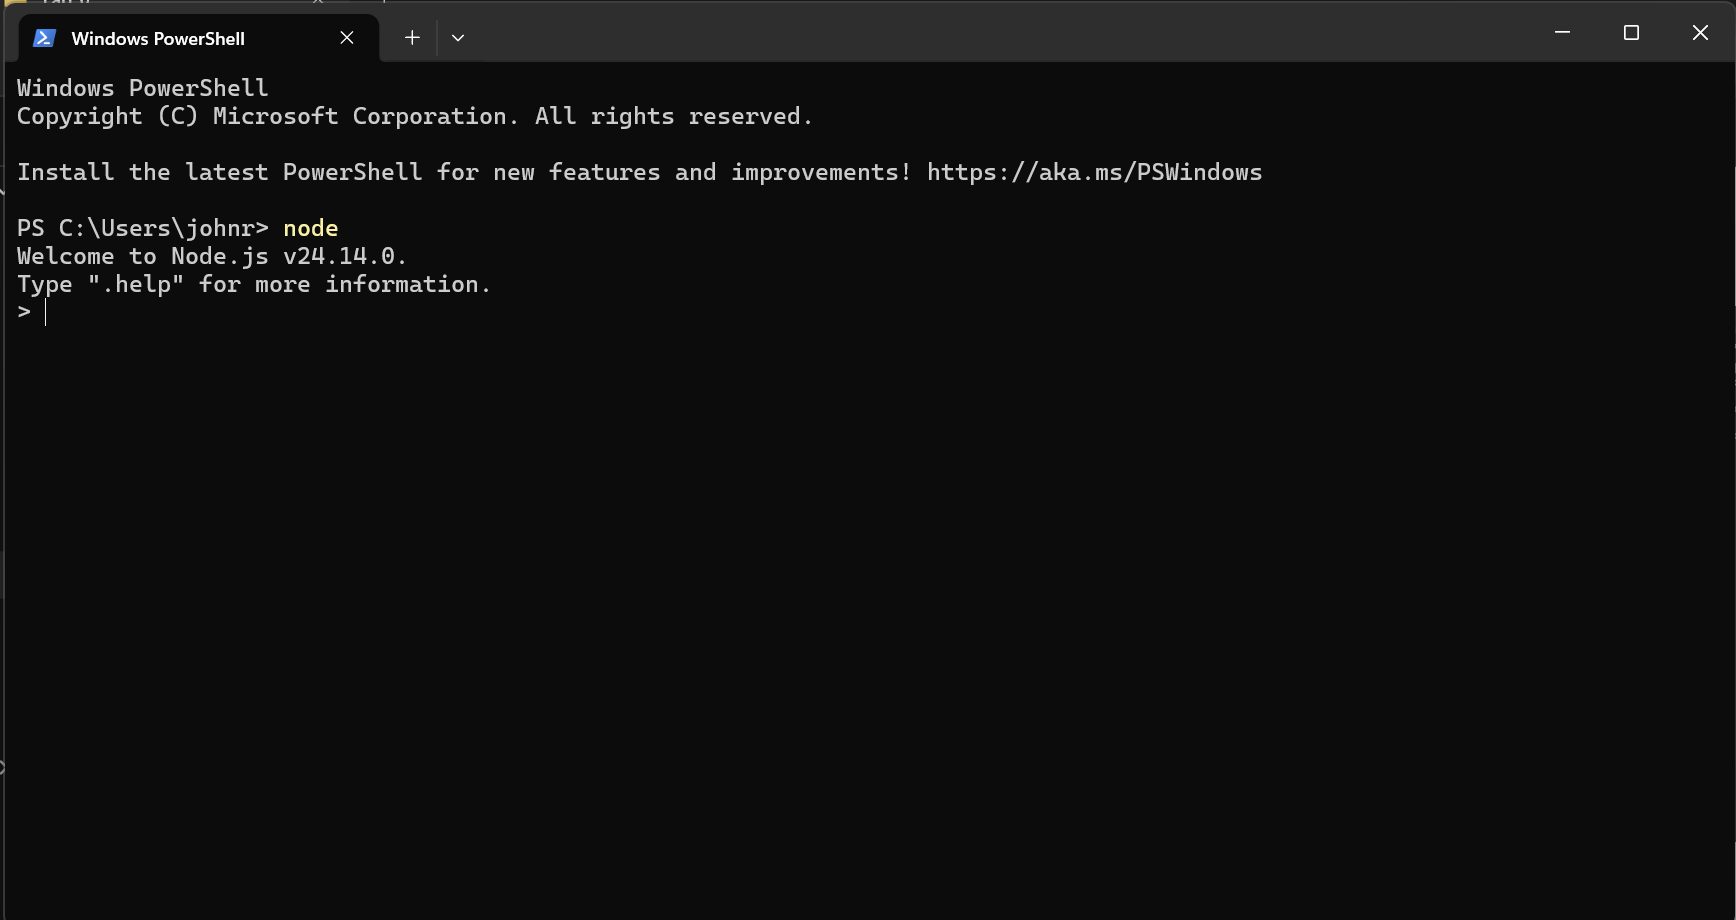 Windows PowerShell
Windows PowerShell
Copyright (C) Microsoft Corporation. All rights reserved.
Install the latest PowerShell for new features and improvements! https://aka.ms/PSWindows
PS C:\Users\johnr> node
Welcome to Node.js v24.14.0.
Type ".help" for more information.
>